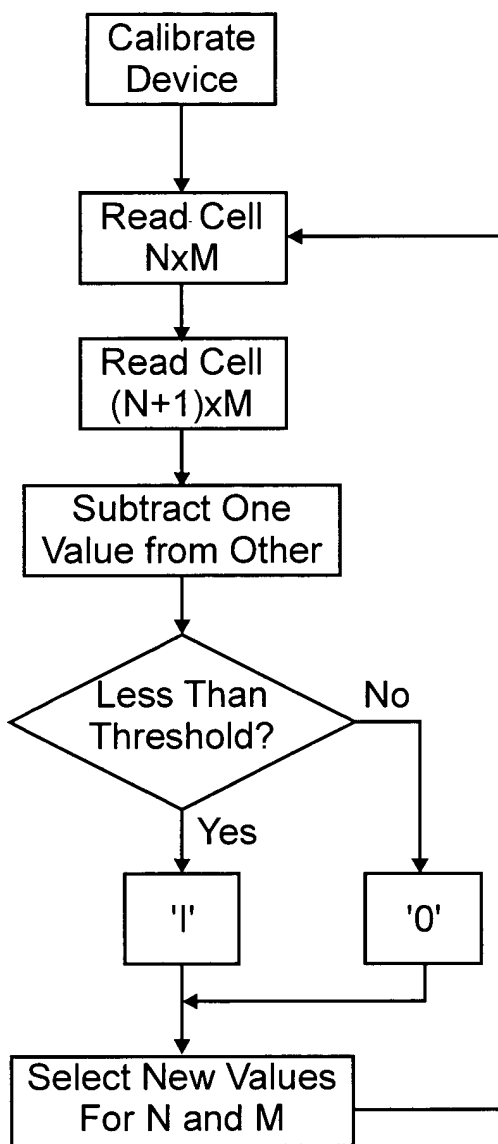 Calibrate
Device
Read Cell
NxM
Read Cell
(N+1)xM
Subtract One
Value from Other
Less Than
Threshold?
No
Yes
'I'
'0'
Select New Values
For N and M